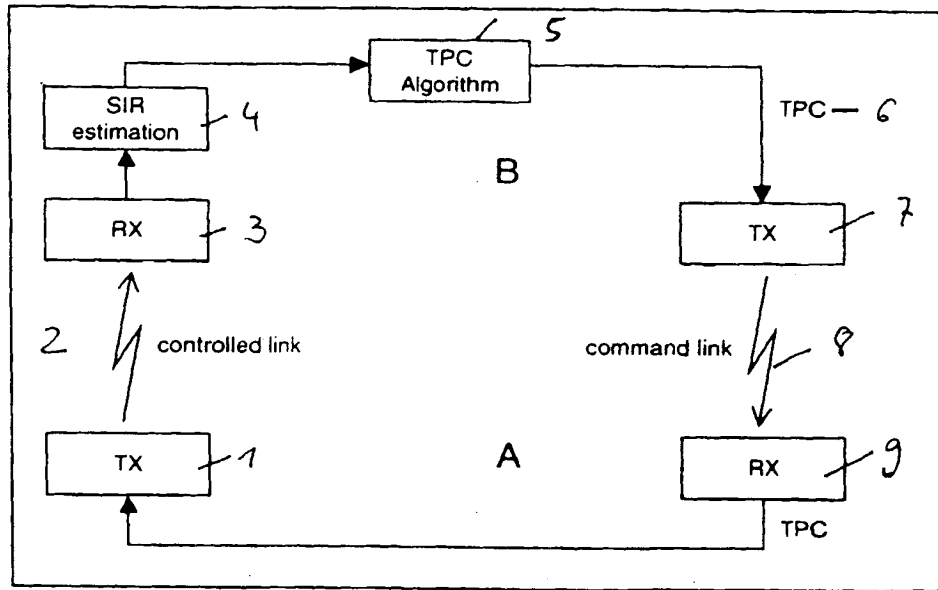 5
TPC
Algorithm
SIR
estimation
4
TPC
6
B
RX
3
TX
7
2
controlled link
command link
8
TX
1
A
RX
9
TPC